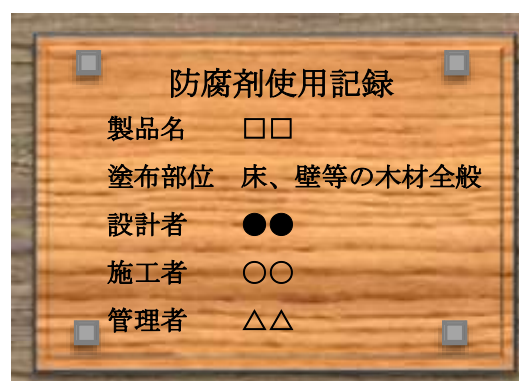 防腐剤使用記録
製品名 □□
塗布部位 床、壁等の木材全般
設計者 ●●
施工者 ○○
管理者 △△